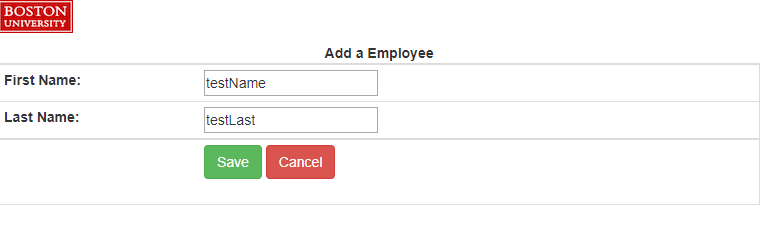 BOSTON
UNIVERSITY
Add a Employee
First Name: testName
Last Name: testLast
Save Cancel